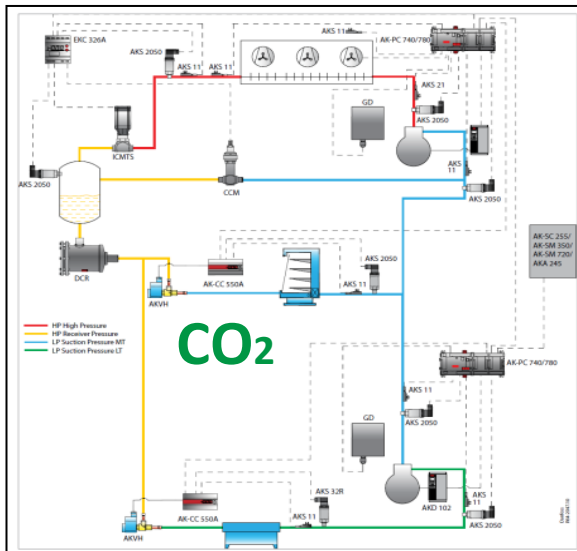 AKS 11
AK-PC 740/780
EKC 326A
AKS 2050
AKS 11
AKS 11
AKS 21
GD
AKS 2050
ICMTS
AKS
11
AKS 2050
CCM
AKS 2050
AK-SC 255/
AK-SM 350/
AK-SM 720/
AKA 245
DCR
AKVH
AK-CC 550A
AKS 2050
AKS 11
HP High Pressure
HP Receiver Pressure
LP Suction Pressure MT
LP Suction Pressure LT
CO2
AK-PC 740/780
AKS 11
GD
AKS 2050
AKS 32R
AKD 102
AKS
11
AKS 2050
AKVH
AK-CC 550A
AKS 11
Danfoss